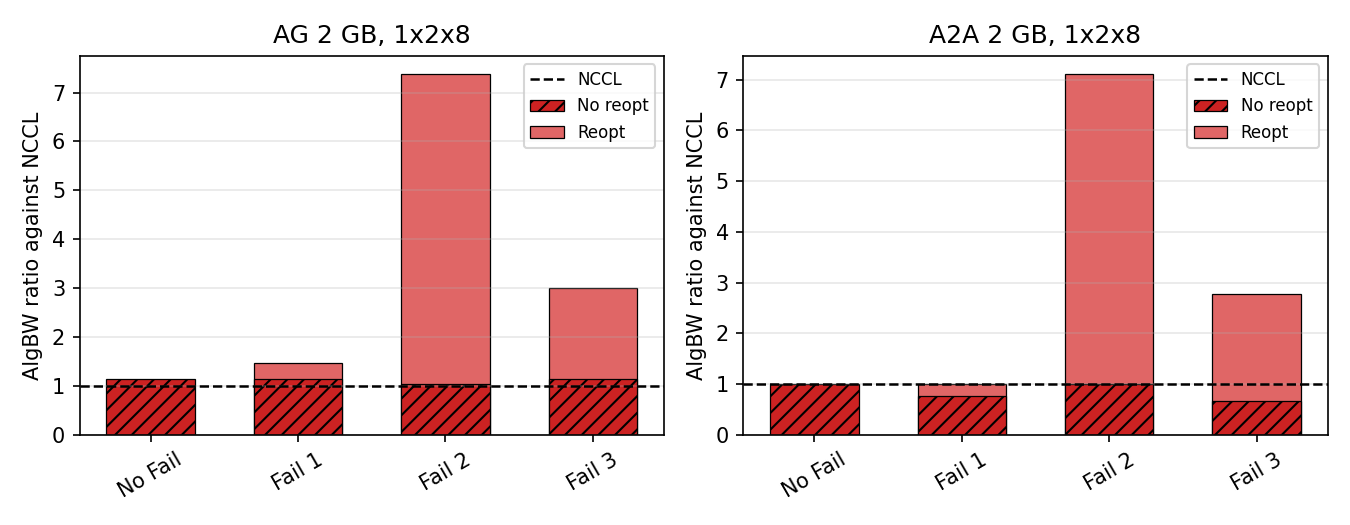 AG 2 GB, 1x2x8
AlgBW ratio against NCCL
7
6
5
4
3
2
1
0
NCCL
No reopt
Reopt
No Fail
Fail 1
Fail 2
Fail 3
A2A 2 GB, 1x2x8
AlgBW ratio against NCCL
7
6
5
4
3
2
1
0
NCCL
No reopt
Reopt
No Fail
Fail 1
Fail 2
Fail 3